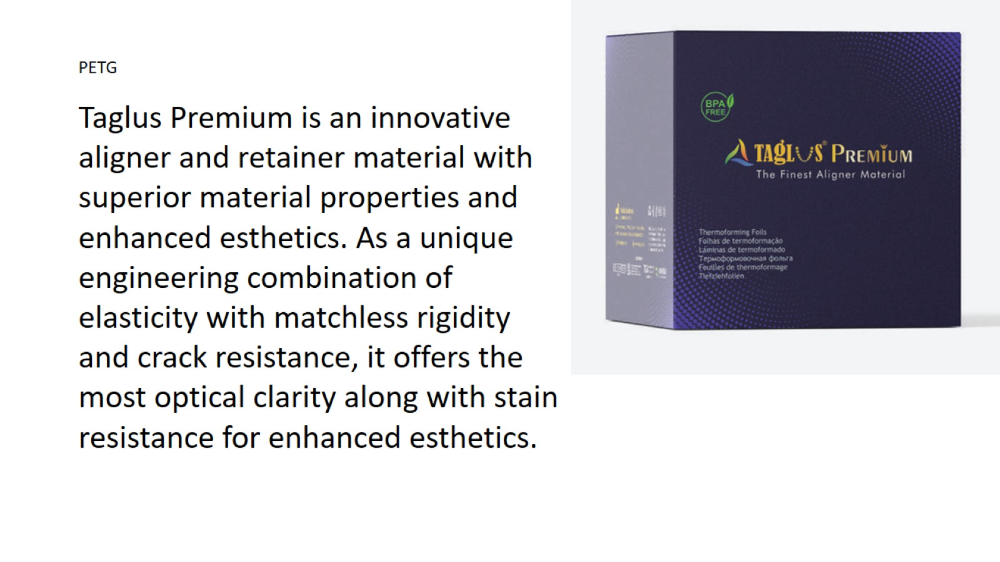 PETG
Taglus Premium is an innovative
aligner and retainer material with
superior material properties and
enhanced esthetics. As a unique
engineering combination of
elasticity with matchless rigidity
and crack resistance, it offers the
most optical clarity along with stain
resistance for enhanced esthetics.
BPA
FREE
TAGLUS® PREMIUM
The Finest Aligner Material
Thermoforming Foils
Folhas de termoformação
Láminas de termoformado
Термоформовочная фольга
Feuilles de thermoformage
Tiefziehfolien